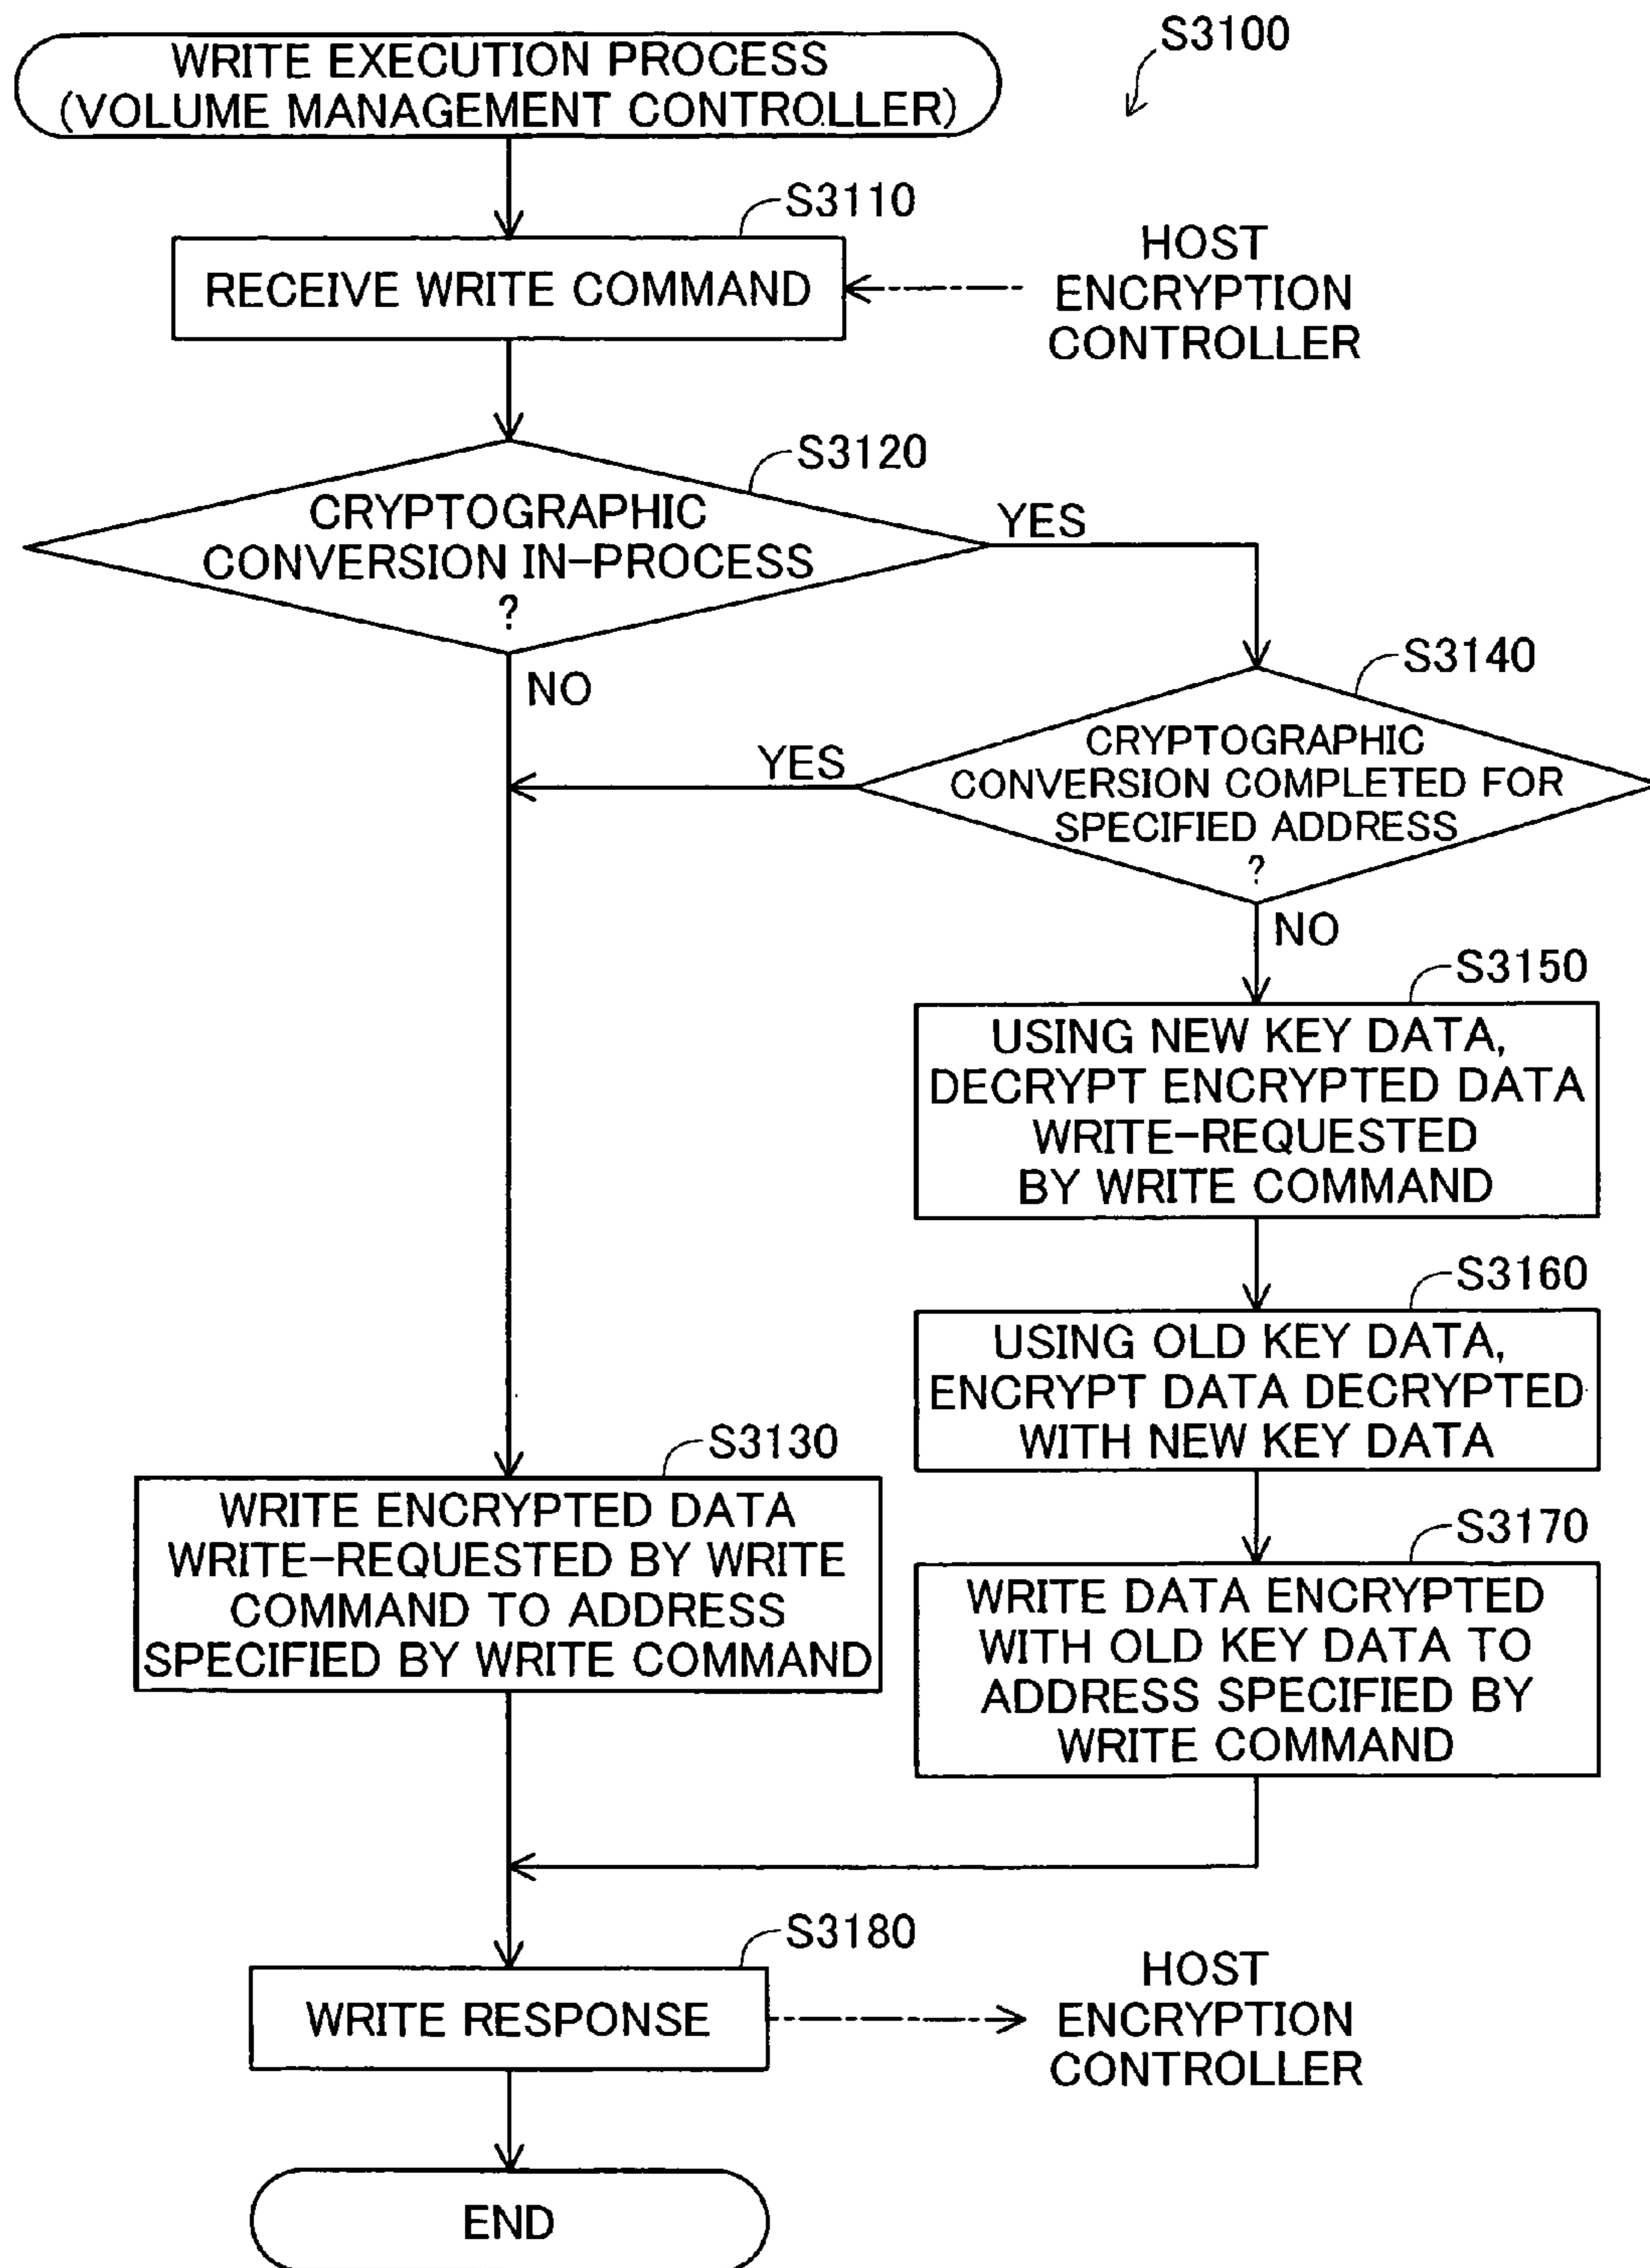 S3100
WRITE EXECUTION PROCESS
(VOLUME MANAGEMENT CONTROLLER)
S3110
RECEIVE WRITE COMMAND
HOST
ENCRYPTION
CONTROLLER
S3120
CRYPTOGRAPHIC
CONVERSION IN-PROCESS
?
YES
NO
S3140
CRYPTOGRAPHIC
CONVERSION COMPLETED FOR
SPECIFIED ADDRESS
?
YES
NO
S3150
USING NEW KEY DATA,
DECRYPT ENCRYPTED DATA
WRITE-REQUESTED
BY WRITE COMMAND
S3160
USING OLD KEY DATA,
ENCRYPT DATA DECRYPTED
WITH NEW KEY DATA
S3130
WRITE ENCRYPTED DATA
WRITE-REQUESTED BY WRITE
COMMAND TO ADDRESS
SPECIFIED BY WRITE COMMAND
S3170
WRITE DATA ENCRYPTED
WITH OLD KEY DATA TO
ADDRESS SPECIFIED BY
WRITE COMMAND
S3180
WRITE RESPONSE
HOST
ENCRYPTION
CONTROLLER
END